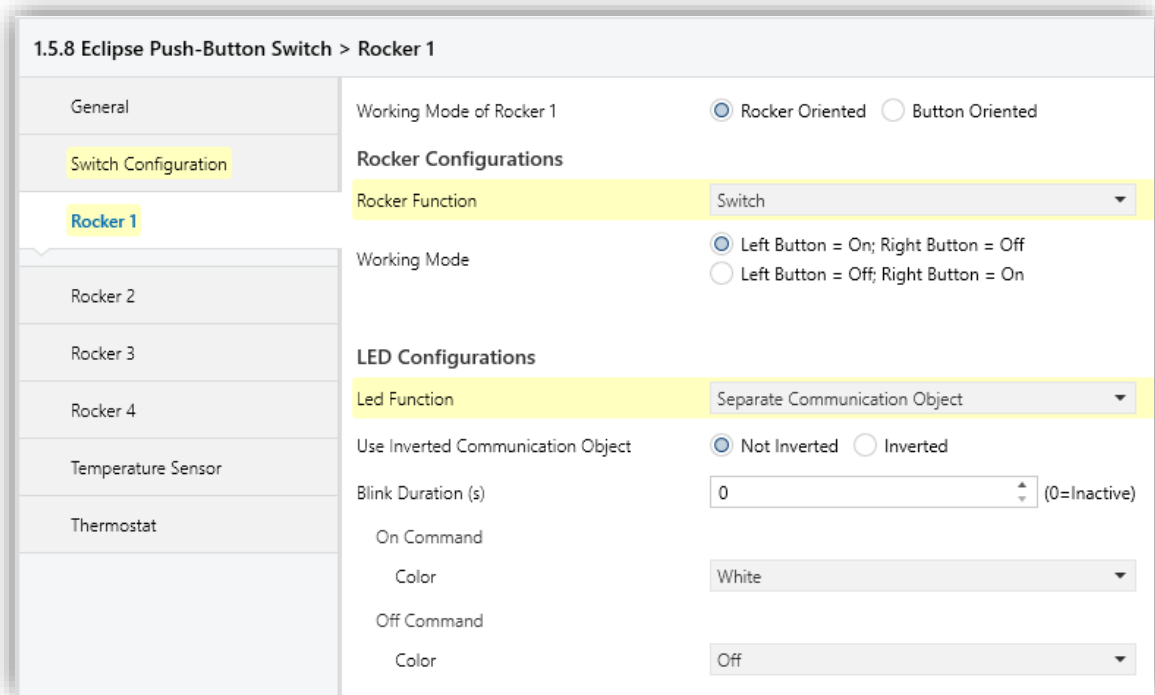 1.5.8 Eclipse Push-Button Switch > Rocker 1
General
Switch Configuration
Rocker 1
Rocker 2
Rocker 3
Rocker 4
Temperature Sensor
Thermostat
Working Mode of Rocker 1 Rocker Oriented Button Oriented
Rocker Configurations
Rocker Function Switch
Working Mode Left Button = On; Right Button = Off
Left Button = Off; Right Button = On
LED Configurations
Led Function Separate Communication Object
Use Inverted Communication Object Not Inverted Inverted
Blink Duration (s) 0 (0=Inactive)
On Command
Color White
Off Command
Color Off